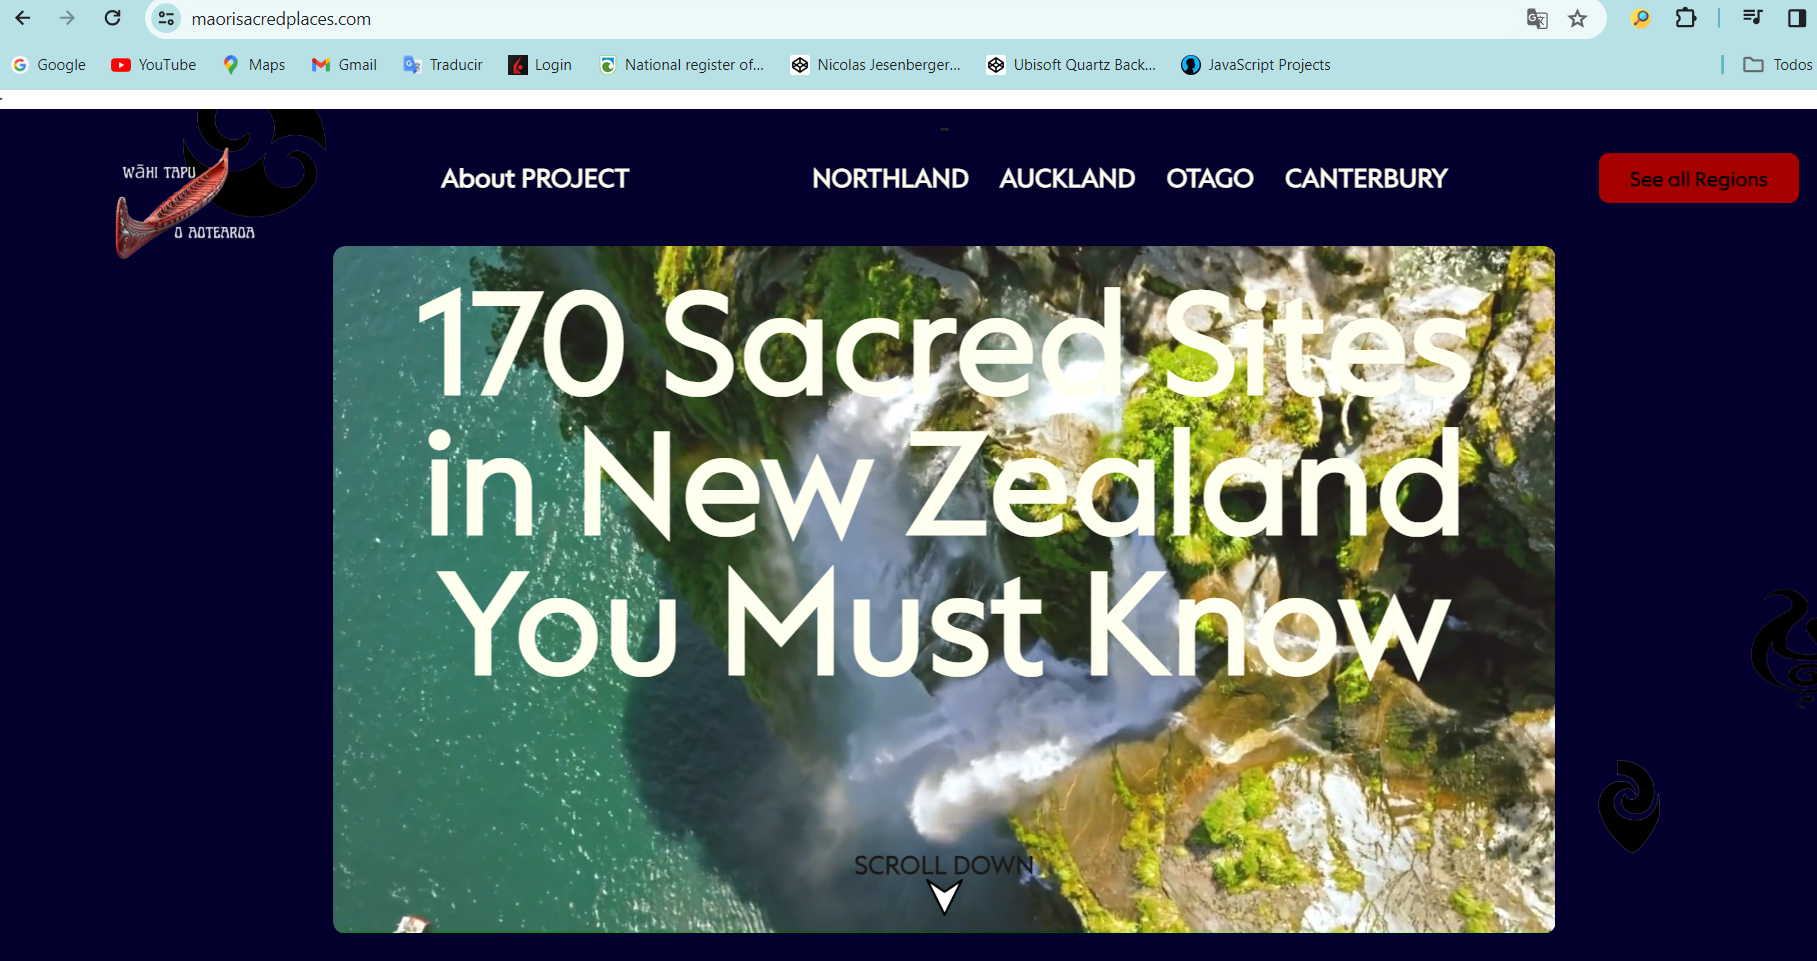 maorisacredplaces.com
Google YouTube Maps Gmail Traducir Login National register of... Nicolas Jesenberger... Ubisoft Quartz Back... JavaScript Projects Todos
WĀHI TAPU
O AOTEAROA
About PROJECT NORTHLAND AUCKLAND OTAGO CANTERBURY See all Regions
170 Sacred Sites
in New Zealand
You Must Know
SCROLL DOWN